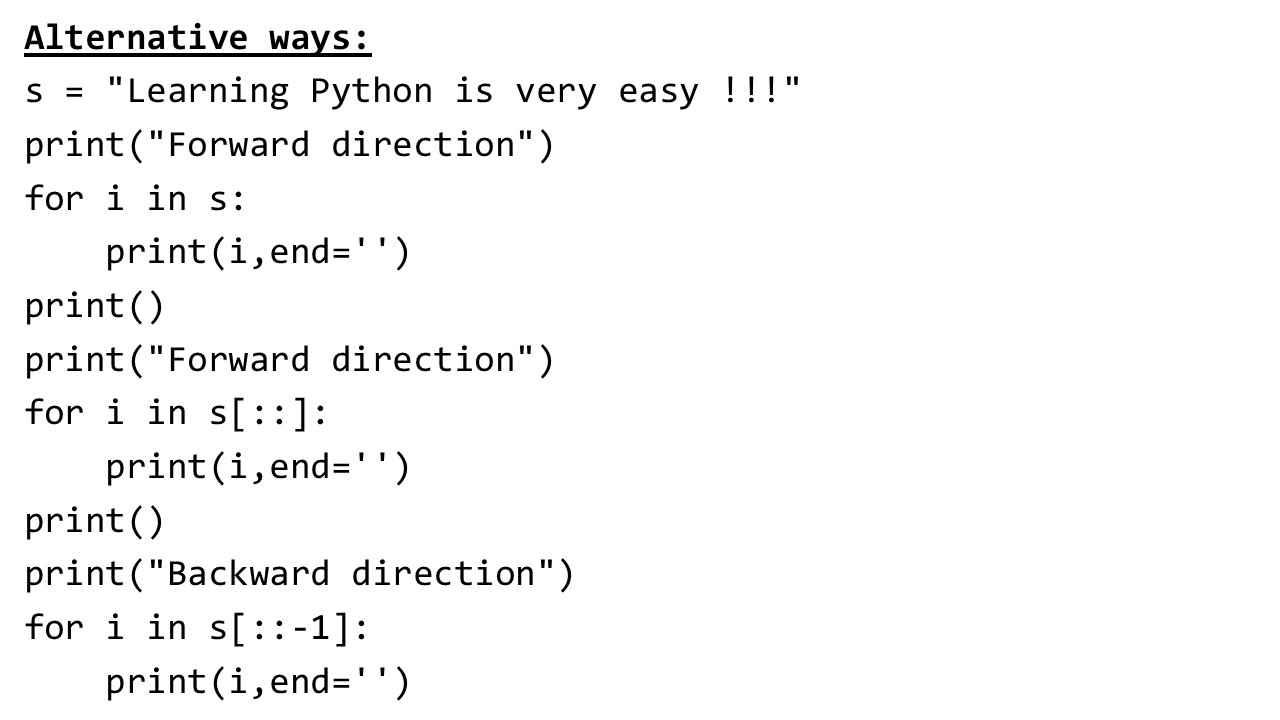 Alternative ways:
s = "Learning Python is very easy !!!"
print("Forward direction")
for i in s:
    print(i,end='')
print()
print("Forward direction")
for i in s[::]:
    print(i,end='')
print()
print("Backward direction")
for i in s[::-1]:
    print(i,end='')